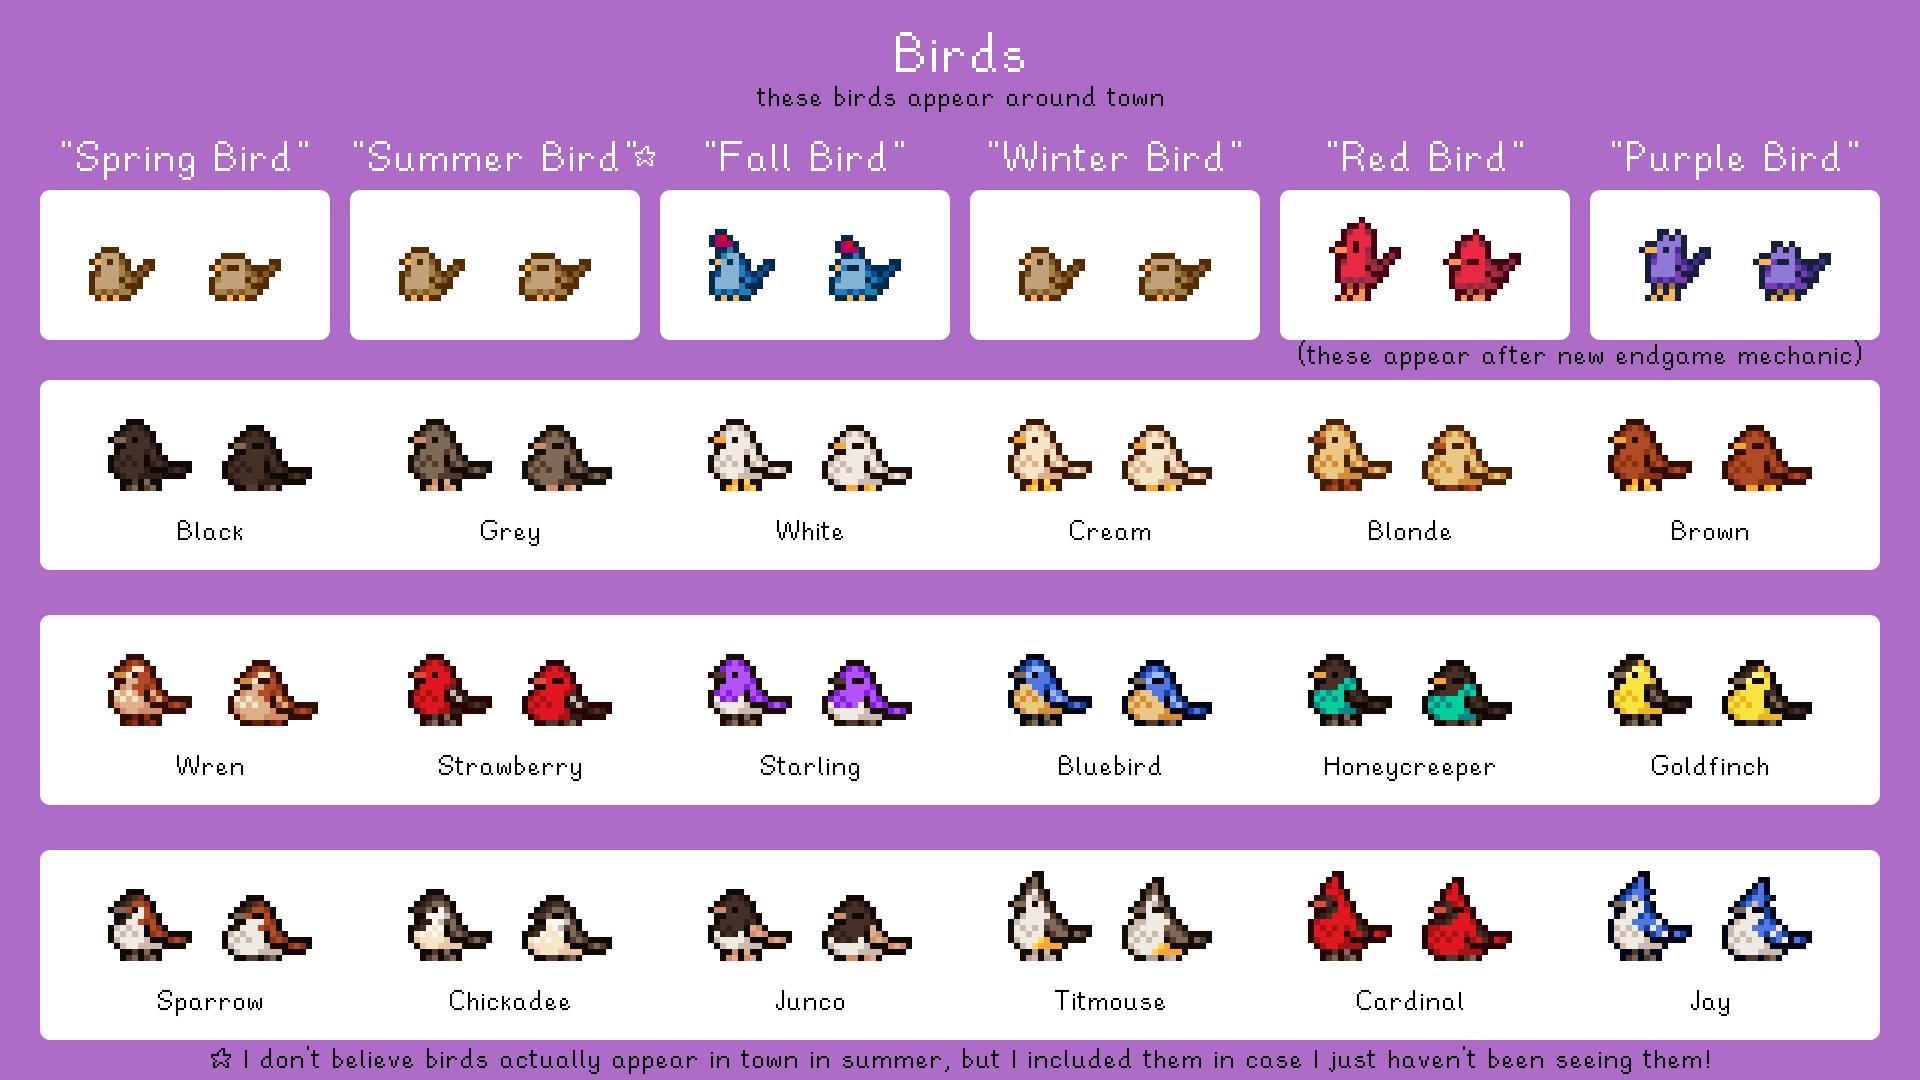 Birds
these birds appear around town
"Spring Bird" "Summer Bird"☆ "Fall Bird" "Winter Bird" "Red Bird" "Purple Bird"
(these appear after new endgame mechanic)
Black Grey White Cream Blonde Brown
Wren Strawberry Starling Bluebird Honeycreeper Goldfinch
Sparrow Chickadee Junco Titmouse Cardinal Jay
☆ I don't believe birds actually appear in town in summer, but I included them in case I just haven't been seeing them!